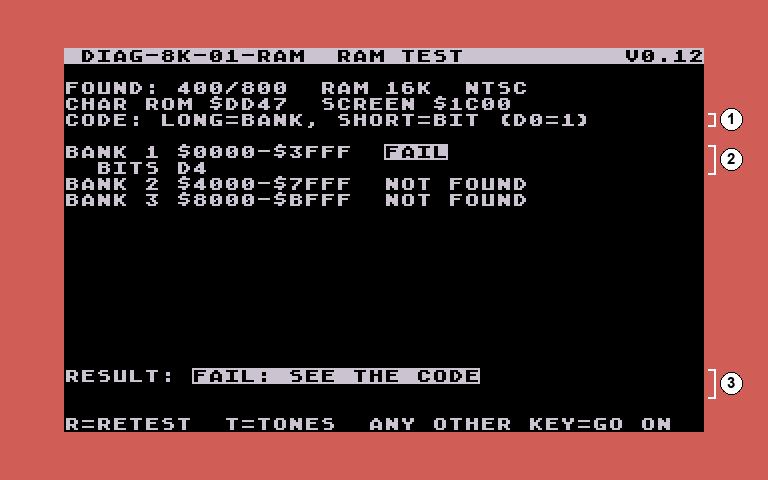 DIAG-8K-01-RAM  RAM TEST  V0.12
FOUND: 400/800  RAM 16K  NTSC
CHAR ROM $DD47  SCREEN $1C00
CODE: LONG=BANK, SHORT=BIT (D0=1)
1
BANK 1 $0000-$3FFF  FAIL
2
BITS D4
BANK 2 $4000-$7FFF  NOT FOUND
BANK 3 $8000-$BFFF  NOT FOUND
RESULT: FAIL: SEE THE CODE
3
R=RETEST  T=TONES  ANY OTHER KEY=GO ON